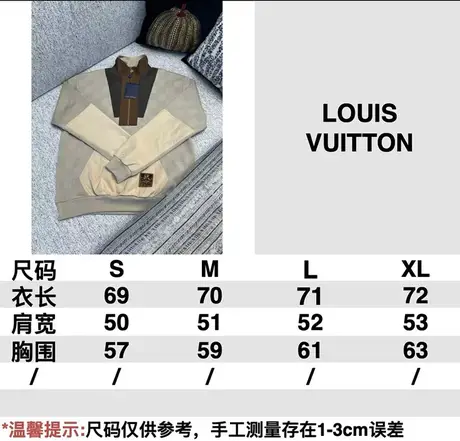 LOUIS
VUITTON
尺码 S M L XL
衣长 69 70 71 72
肩宽 50 51 52 53
胸围 57 59 61 63
/ / / / /
*温馨提示:尺码仅供参考，手工测量存在1-3cm误差